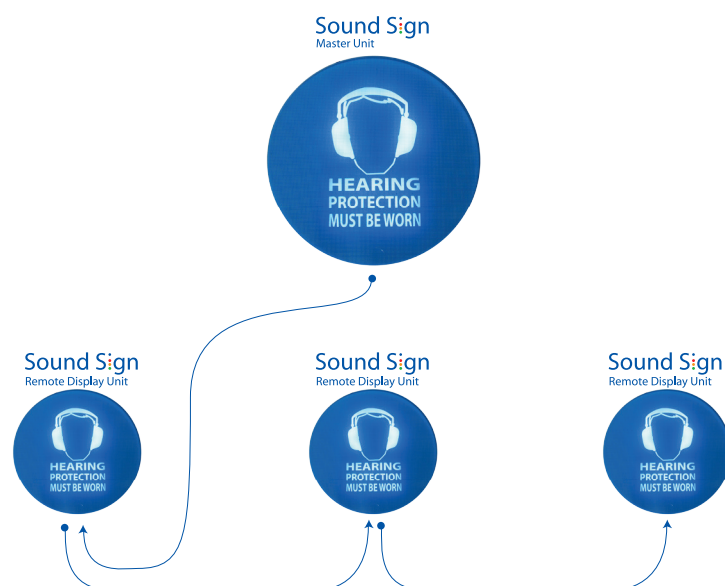 Sound Sign
Master Unit
HEARING
PROTECTION
MUST BE WORN
Sound Sign
Remote Display Unit
HEARING
PROTECTION
MUST BE WORN
Sound Sign
Remote Display Unit
HEARING
PROTECTION
MUST BE WORN
Sound Sign
Remote Display Unit
HEARING
PROTECTION
MUST BE WORN